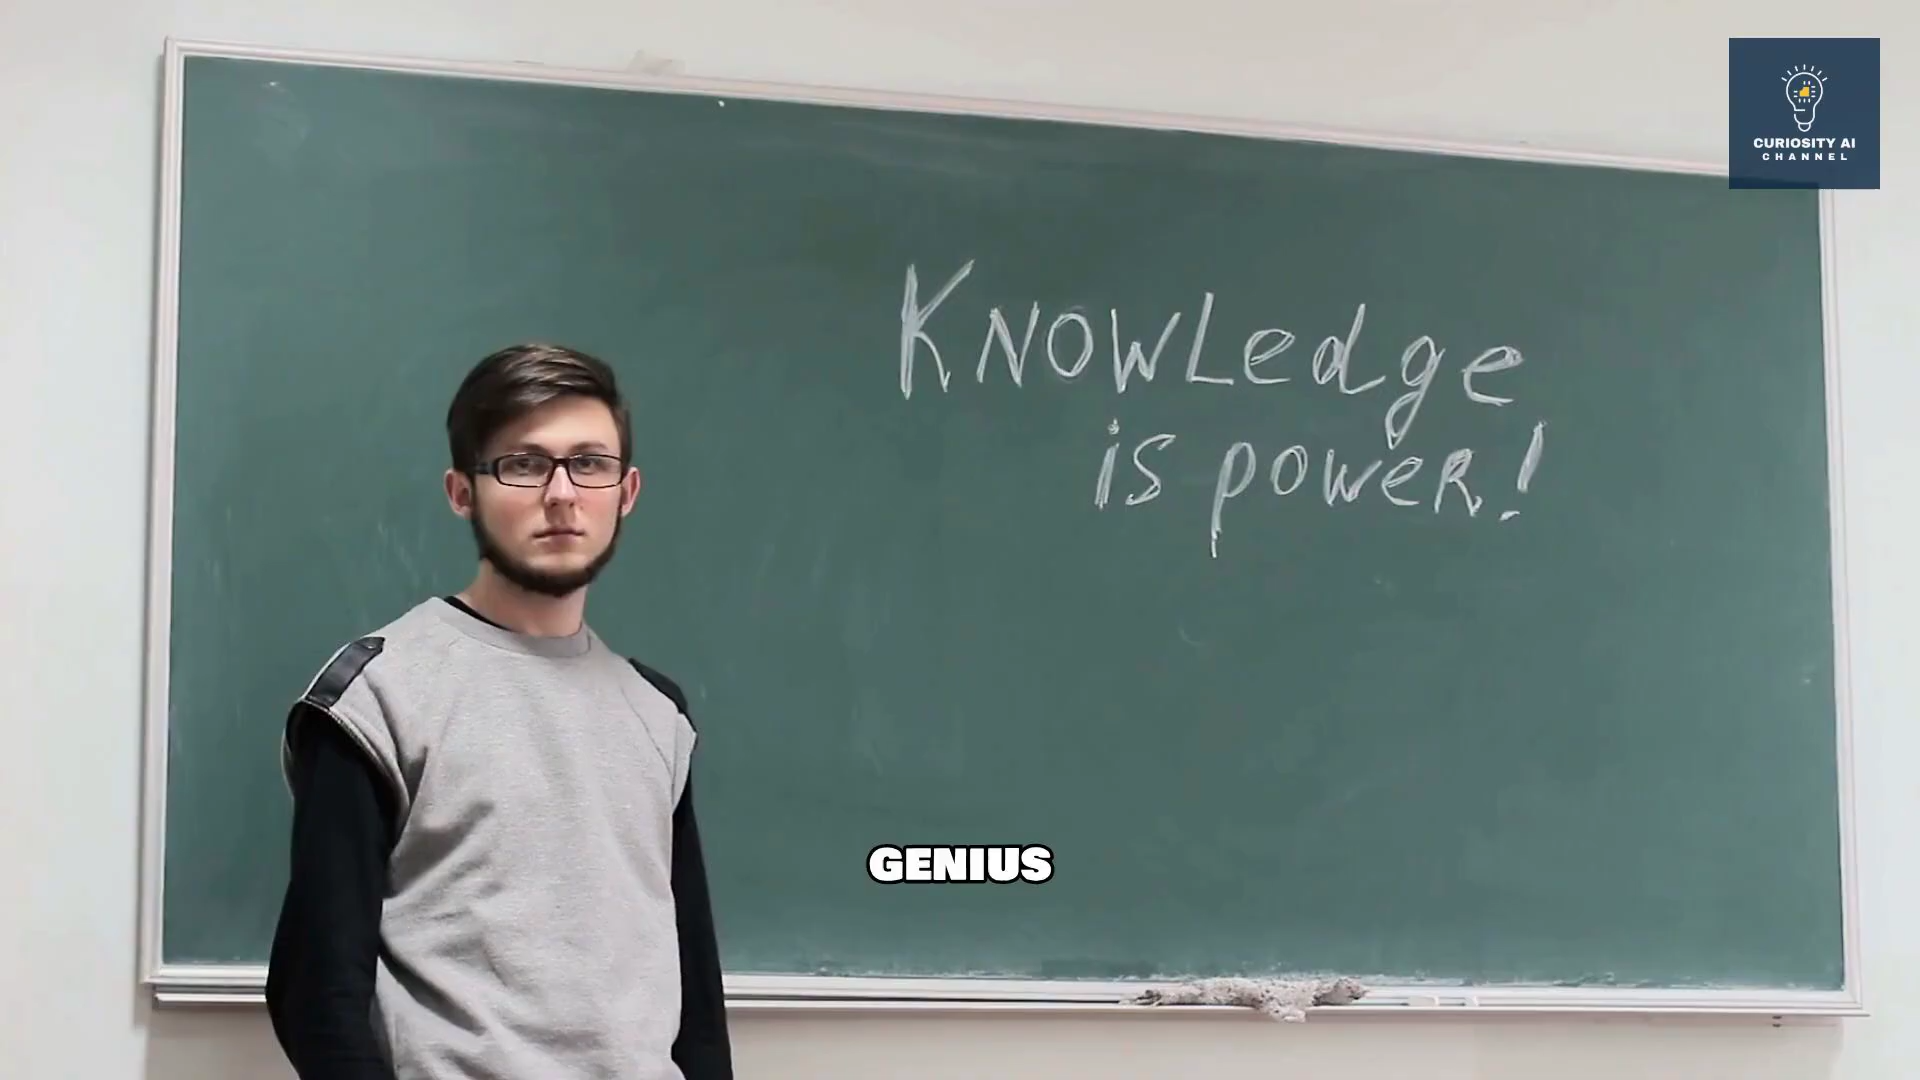 CURIOSITY AI
CHANNEL
KNOWLedge
is poweR!
GENIUS